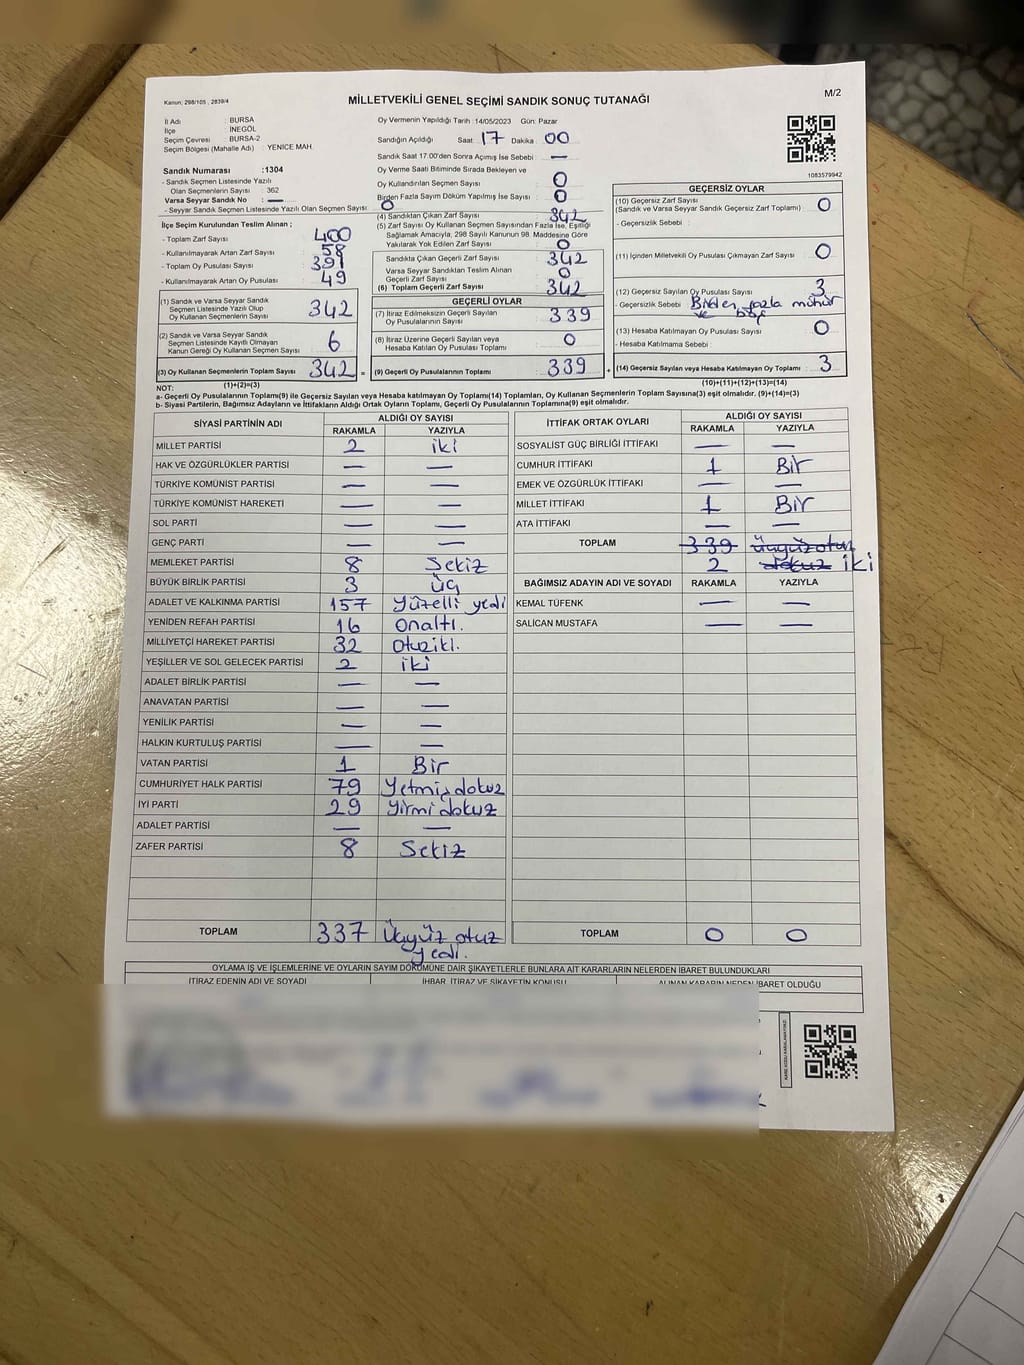 Kanun; 298/105 , 2839/4
MİLLETVEKİLİ GENEL SEÇİMİ SANDIK SONUÇ TUTANAĞI
M/2
İl Adı : BURSA
İlçe : İNEGÖL
Seçim Çevresi : BURSA-2
Seçim Bölgesi (Mahalle Adı) : YENİCE MAH.
Oy Vermenin Yapıldığı Tarih :14/05/2023 Gün: Pazar
Sandığın Açıldığı Saat :17 Dakika : 00
Sandık Saat 17:00'den Sonra Açımış İse Sebebi : —
Oy Verme Saati Bitiminde Sırada Bekleyen ve
Oy Kullandırılan Seçmen Sayısı : 0
Birden Fazla Sayım Döküm Yapılmış İse Sayısı : 0
1083579942
Sandık Numarası :1304
- Sandık Seçmen Listesinde Yazılı
Olan Seçmenlerin Sayısı : 362
Varsa Seyyar Sandık No : —
- Seyyar Sandık Seçmen Listesinde Yazılı Olan Seçmen Sayısı : 0
İlçe Seçim Kurulundan Teslim Alınan ;
- Toplam Zarf Sayısı : 400
- Kullanılmayarak Artan Zarf Sayısı : 58
- Toplam Oy Pusulası Sayısı : 391
- Kullanılmayarak Artan Oy Pusulası : 49
(1) Sandık ve Varsa Seyyar Sandık
Seçmen Listesinde Yazılı Olup
Oy Kullanan Seçmenlerin Sayısı : 342
(2) Sandık ve Varsa Seyyar Sandık
Seçmen Listesinde Kayıtlı Olmayan
Kanun Gereği Oy Kullanan Seçmen Sayısı : 6
(3) Oy Kullanan Seçmenlerin Toplam Sayısı : 342 =
(1)+(2)=(3)
(4) Sandıktan Çıkan Zarf Sayısı : 342
(5) Zarf Sayısı Oy Kullanan Seçmen Sayısından Fazla İse, Eşitliği
Sağlamak Amacıyla, 298 Sayılı Kanunun 98. Maddesine Göre
Yakılarak Yok Edilen Zarf Sayısı : 0
Sandıkta Çıkan Geçerli Zarf Sayısı : 342
Varsa Seyyar Sandıktan Teslim Alınan
Geçerli Zarf Sayısı : 0
(6) Toplam Geçerli Zarf Sayısı : 342
GEÇERLİ OYLAR
(7) İtiraz Edilmeksizin Geçerli Sayılan
Oy Pusulalarının Sayısı : 339
(8) İtiraz Üzerine Geçerli Sayılan veya
Hesaba Katılan Oy Pusulası Toplamı : 0
(9) Geçerli Oy Pusulalarının Toplamı : 339 +
GEÇERSİZ OYLAR
(10) Geçersiz Zarf Sayısı
(Sandık ve Varsa Seyyar Sandık Geçersiz Zarf Toplamı) : 0
- Geçersizlik Sebebi :
(11) İçinden Milletvekili Oy Pusulası Çıkmayan Zarf Sayısı : 0
(12) Geçersiz Sayılan Oy Pusulası Sayısı : 3
- Geçersizlik Sebebi : Birden fazla mühür
ve boş
(13) Hesaba Katılmayan Oy Pusulası Sayısı : 0
- Hesaba Katılmama Sebebi :
(14) Geçersiz Sayılan veya Hesaba Katılmayan Oy Toplamı : 3
(10)+(11)+(12)+(13)=(14)
NOT:
a- Geçerli Oy Pusulalarının Toplamı(9) ile Geçersiz Sayılan veya Hesaba Katılmayan Oy Toplamı(14) Toplamları, Oy Kullanan Seçmenlerin Toplam Sayısına(3) eşit olmalıdır. (9)+(14)=(3)
b- Siyasi Partilerin, Bağımsız Adayların ve İttifakların Aldığı Ortak Oyların Toplamı, Geçerli Oy Pusulalarının Toplamına(9) eşit olmalıdır.
SİYASİ PARTİNİN ADI ALDIĞI OY SAYISI
RAKAMLA YAZIYLA
MİLLET PARTİSİ 2 iki
HAK VE ÖZGÜRLÜKLER PARTİSİ — —
TÜRKİYE KOMÜNİST PARTİSİ — —
TÜRKİYE KOMÜNİST HAREKETİ — —
SOL PARTİ — —
GENÇ PARTİ — —
MEMLEKET PARTİSİ 8 Sekiz
BÜYÜK BİRLİK PARTİSİ 3 üç
ADALET VE KALKINMA PARTİSİ 157 Yüzelli yedi
YENİDEN REFAH PARTİSİ 16 Onaltı.
MİLLİYETÇİ HAREKET PARTİSİ 32 Otuziki.
YEŞİLLER VE SOL GELECEK PARTİSİ 2 iki
ADALET BİRLİK PARTİSİ — —
ANAVATAN PARTİSİ — —
YENİLİK PARTİSİ — —
HALKIN KURTULUŞ PARTİSİ — —
VATAN PARTİSİ 1 Bir
CUMHURİYET HALK PARTİSİ 79 Yetmiş dokuz
İYİ PARTİ 29 Yirmi dokuz
ADALET PARTİSİ — —
ZAFER PARTİSİ 8 Sekiz
TOPLAM 337 Üçyüz otuz
yedi.
İTTİFAK ORTAK OYLARI ALDIĞI OY SAYISI
RAKAMLA YAZIYLA
SOSYALİST GÜÇ BİRLİĞİ İTTİFAKI — —
CUMHUR İTTİFAKI 1 Bir
EMEK VE ÖZGÜRLÜK İTTİFAKI — —
MİLLET İTTİFAKI 1 Bir
ATA İTTİFAKI — —
TOPLAM 339 üçyüz otuz
2 dokuz iki
BAĞIMSIZ ADAYIN ADI VE SOYADI RAKAMLA YAZIYLA
KEMAL TÜFENK — —
SALİCAN MUSTAFA — —
TOPLAM 0 0
OYLAMA İŞ VE İŞLEMLERİNE VE OYLARIN SAYIM DÖKÜMÜNE DAİR ŞİKAYETLERLE BUNLARA AİT KARARLARIN NELERDEN İBARET BULUNDUKLARI
İTİRAZ EDENİN ADI VE SOYADI İHBAR, İTİRAZ VE ŞİKAYETİN KONUSU ALINAN KARARIN NEDEN İBARET OLDUĞU